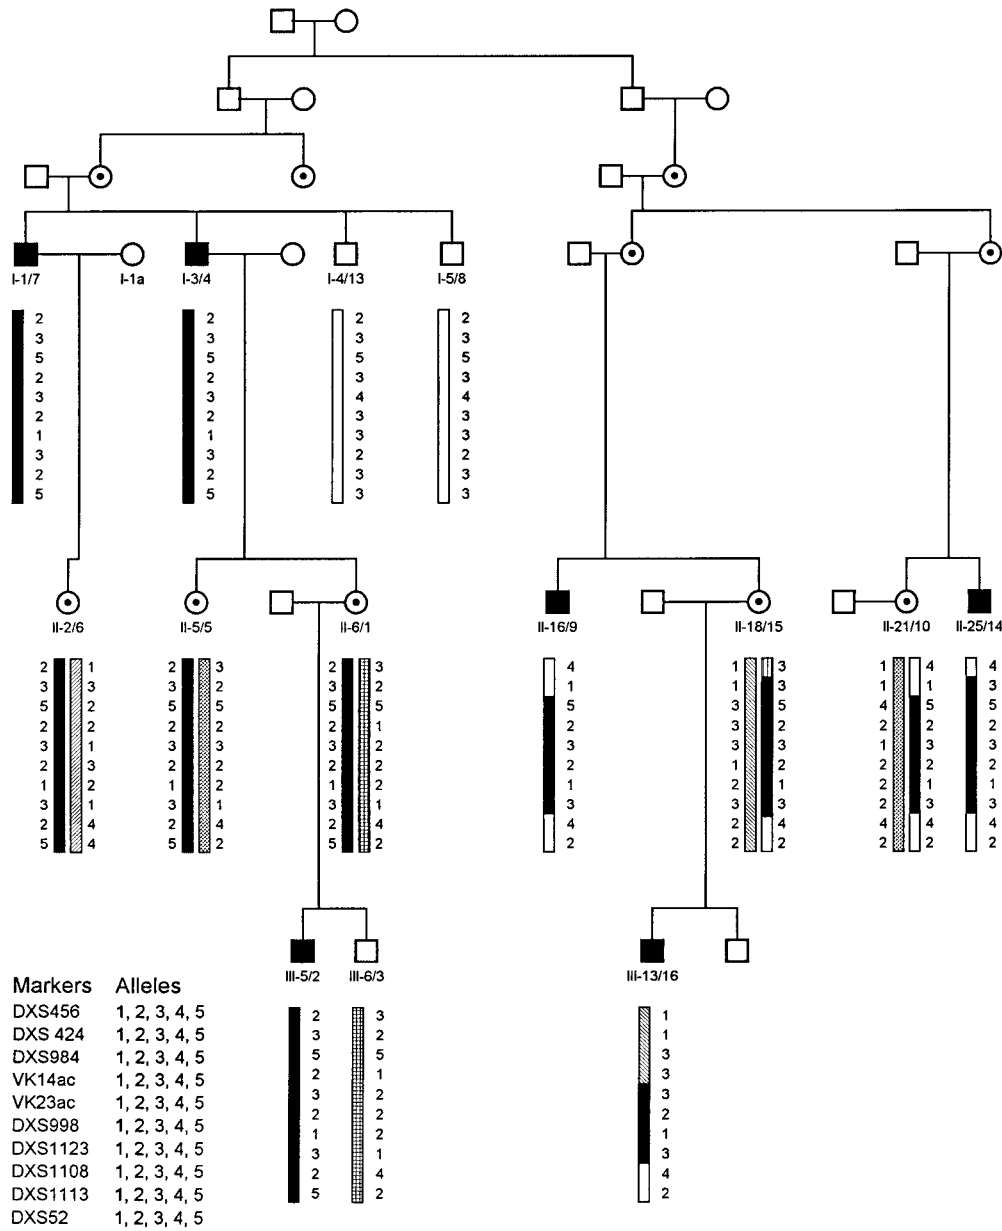 I-1/7 I-1a I-3/4 I-4/13 I-5/8
2 2 2 2
3 3 3 3
5 5 5 5
2 2 2 3
3 3 4 4
2 2 3 3
1 1 3 3
3 3 2 2
2 2 3 3
5 5 3 3
II-2/6 II-5/5 II-6/1 II-16/9 II-18/15 II-21/10 II-25/14
2 1 2 3 2 3 4 1 3 1 4 4
3 3 3 2 3 2 1 1 3 1 1 3
5 2 5 5 5 5 5 3 5 4 5 5
2 2 2 2 2 1 2 3 2 2 2 2
3 1 3 3 3 2 3 3 3 1 3 3
2 3 2 2 2 2 2 2 2 2 2 2
1 2 1 2 1 2 1 2 1 2 1 1
3 1 3 1 3 1 3 3 3 2 3 3
2 4 2 4 2 4 4 2 4 4 4 4
5 4 5 2 5 2 2 2 2 2 2 2
III-5/2 III-6/3 III-13/16
2 3 1
3 2 1
5 5 3
2 1 3
3 2 3
2 2 2
1 2 1
3 1 3
2 4 4
5 2 2
Markers Alleles
DXS456 1, 2, 3, 4, 5
DXS 424 1, 2, 3, 4, 5
DXS984 1, 2, 3, 4, 5
VK14ac 1, 2, 3, 4, 5
VK23ac 1, 2, 3, 4, 5
DXS998 1, 2, 3, 4, 5
DXS1123 1, 2, 3, 4, 5
DXS1108 1, 2, 3, 4, 5
DXS1113 1, 2, 3, 4, 5
DXS52 1, 2, 3, 4, 5